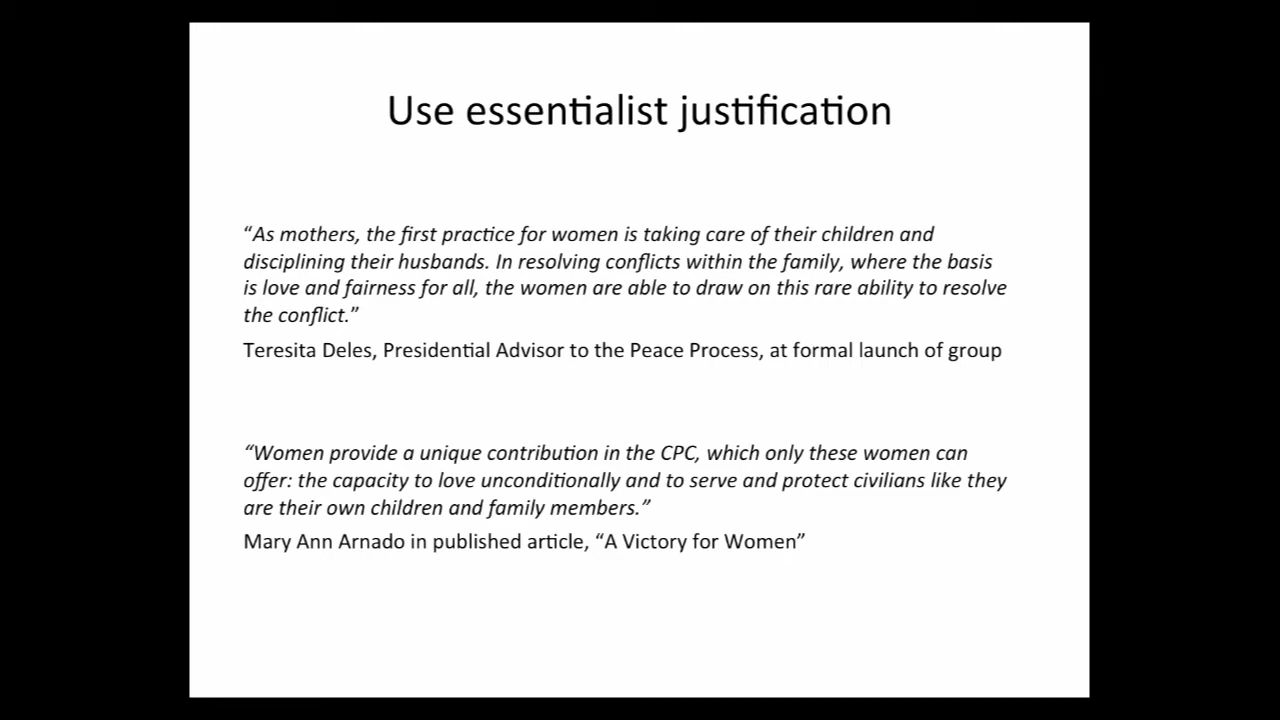 Use essentialist justification
“As mothers, the first practice for women is taking care of their children and
disciplining their husbands. In resolving conflicts within the family, where the basis
is love and fairness for all, the women are able to draw on this rare ability to resolve
the conflict.”
Teresita Deles, Presidential Advisor to the Peace Process, at formal launch of group
“Women provide a unique contribution in the CPC, which only these women can
offer: the capacity to love unconditionally and to serve and protect civilians like they
are their own children and family members.”
Mary Ann Arnado in published article, “A Victory for Women”